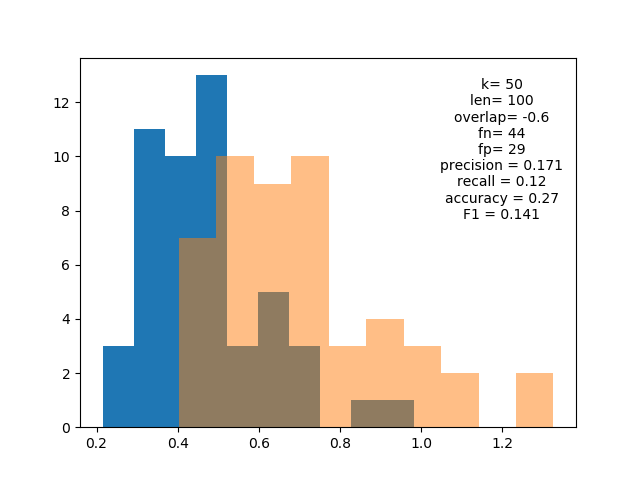 k= 50
len= 100
overlap= -0.6
fn= 44
fp= 29
precision = 0.171
recall = 0.12
accuracy = 0.27
F1 = 0.141
12
10
8
6
4
2
0
0.2 0.4 0.6 0.8 1.0 1.2